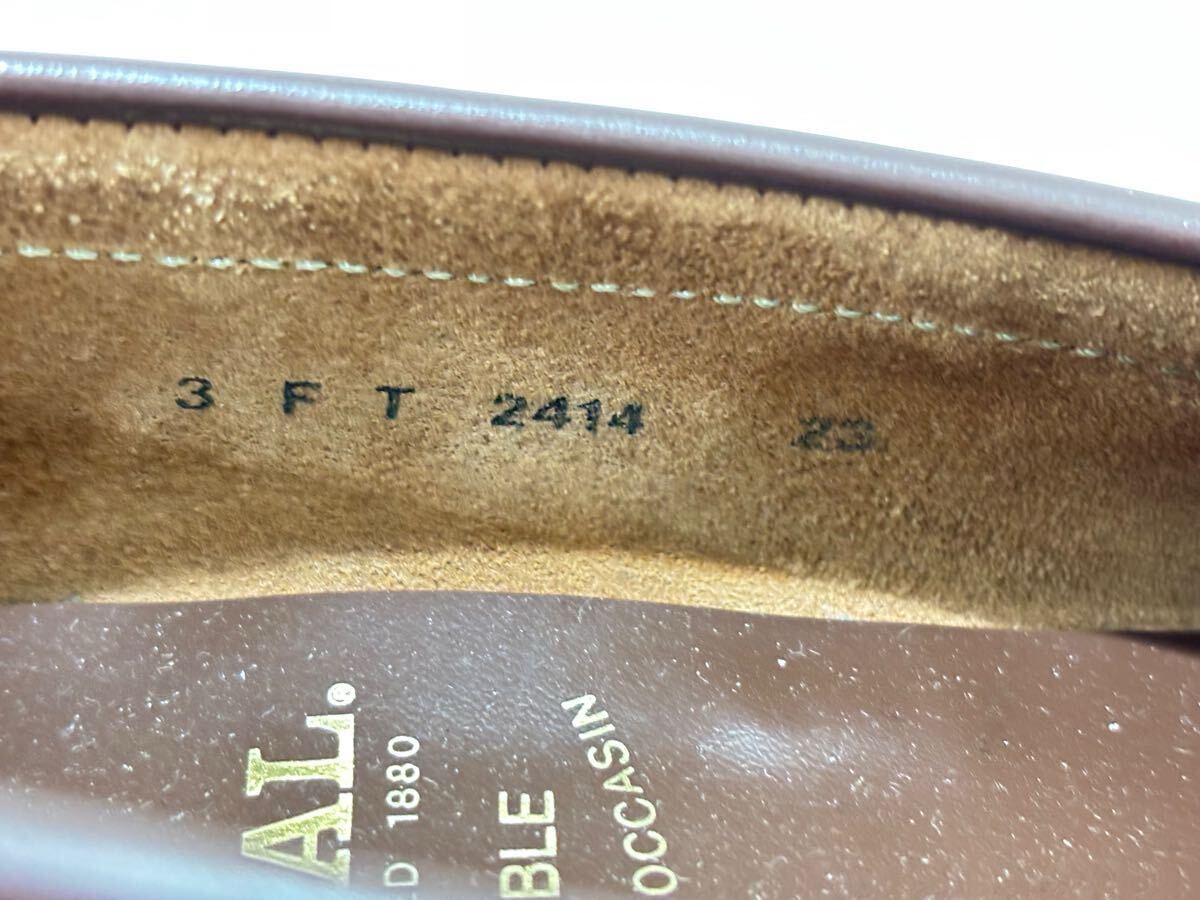 3 F T 2414 23
AL®
D 1880
BLE
OCCASIN